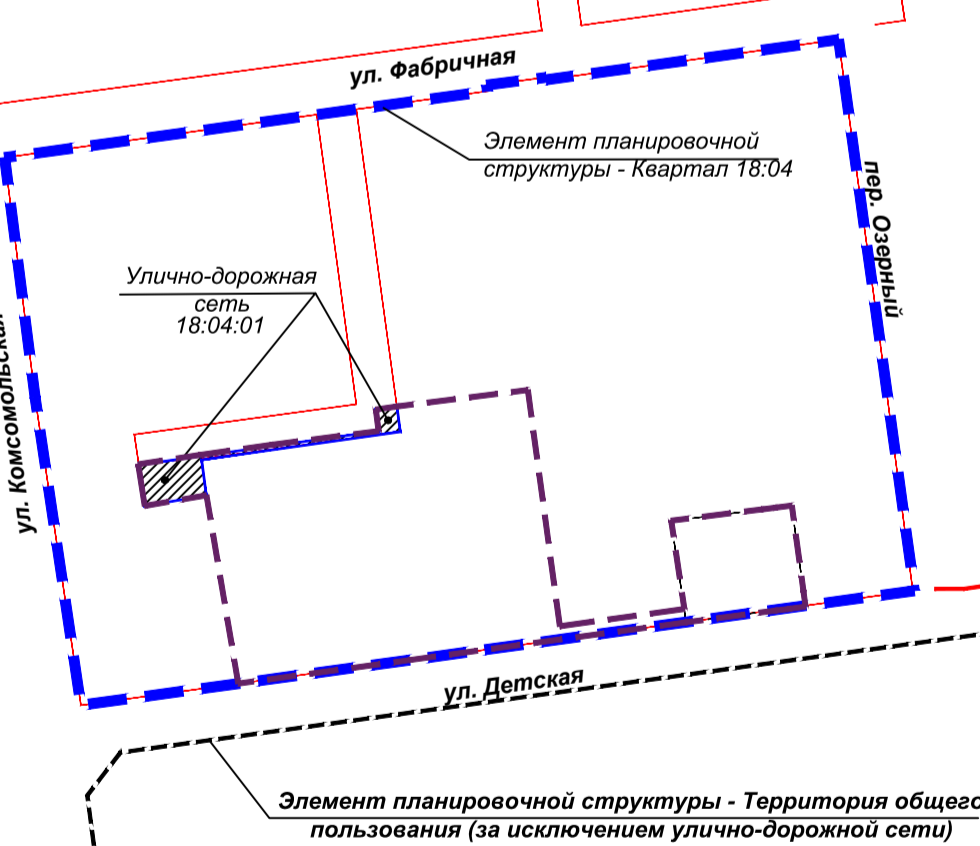 ул. Фабричная
Элемент планировочной
структуры - Квартал 18:04
пер. Озерный
Улично-дорожная
сеть
18:04:01
ул. Комсомольская
ул. Детская
Элемент планировочной структуры - Территория общего
пользования (за исключением улично-дорожной сети)